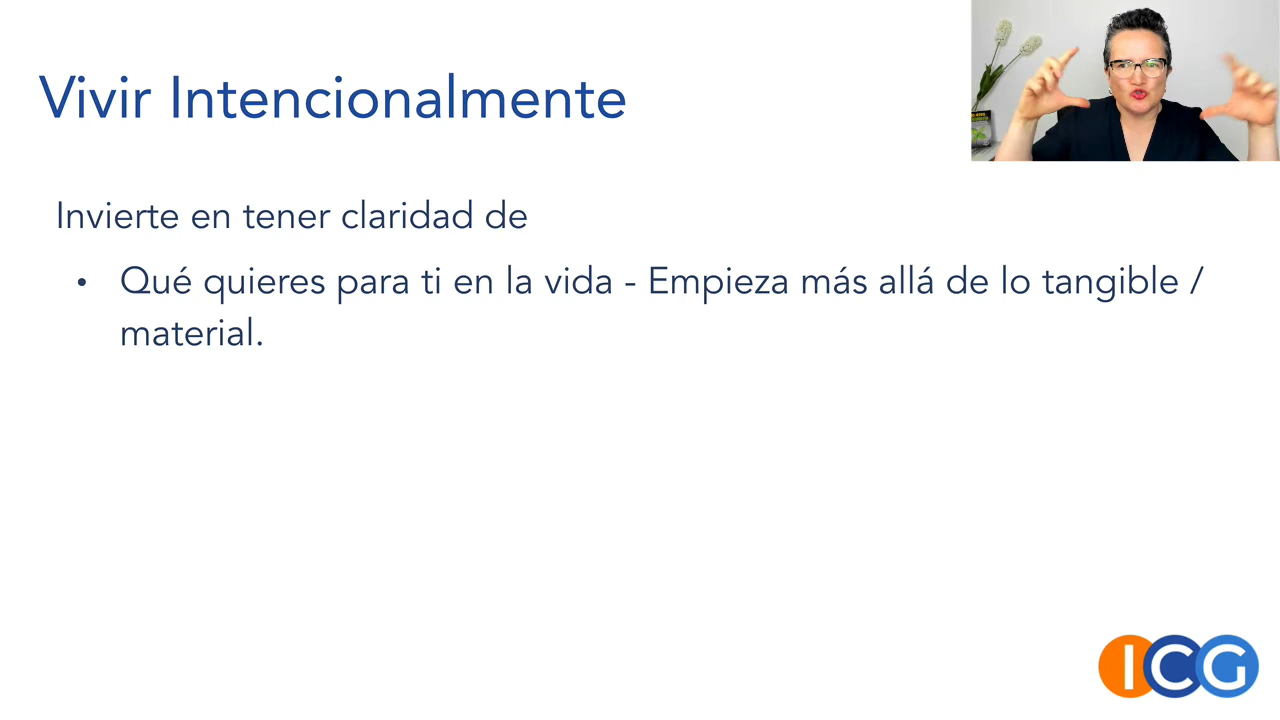 Vivir Intencionalmente
Invierte en tener claridad de
• Qué quieres para ti en la vida - Empieza más allá de lo tangible /
material.
ICG